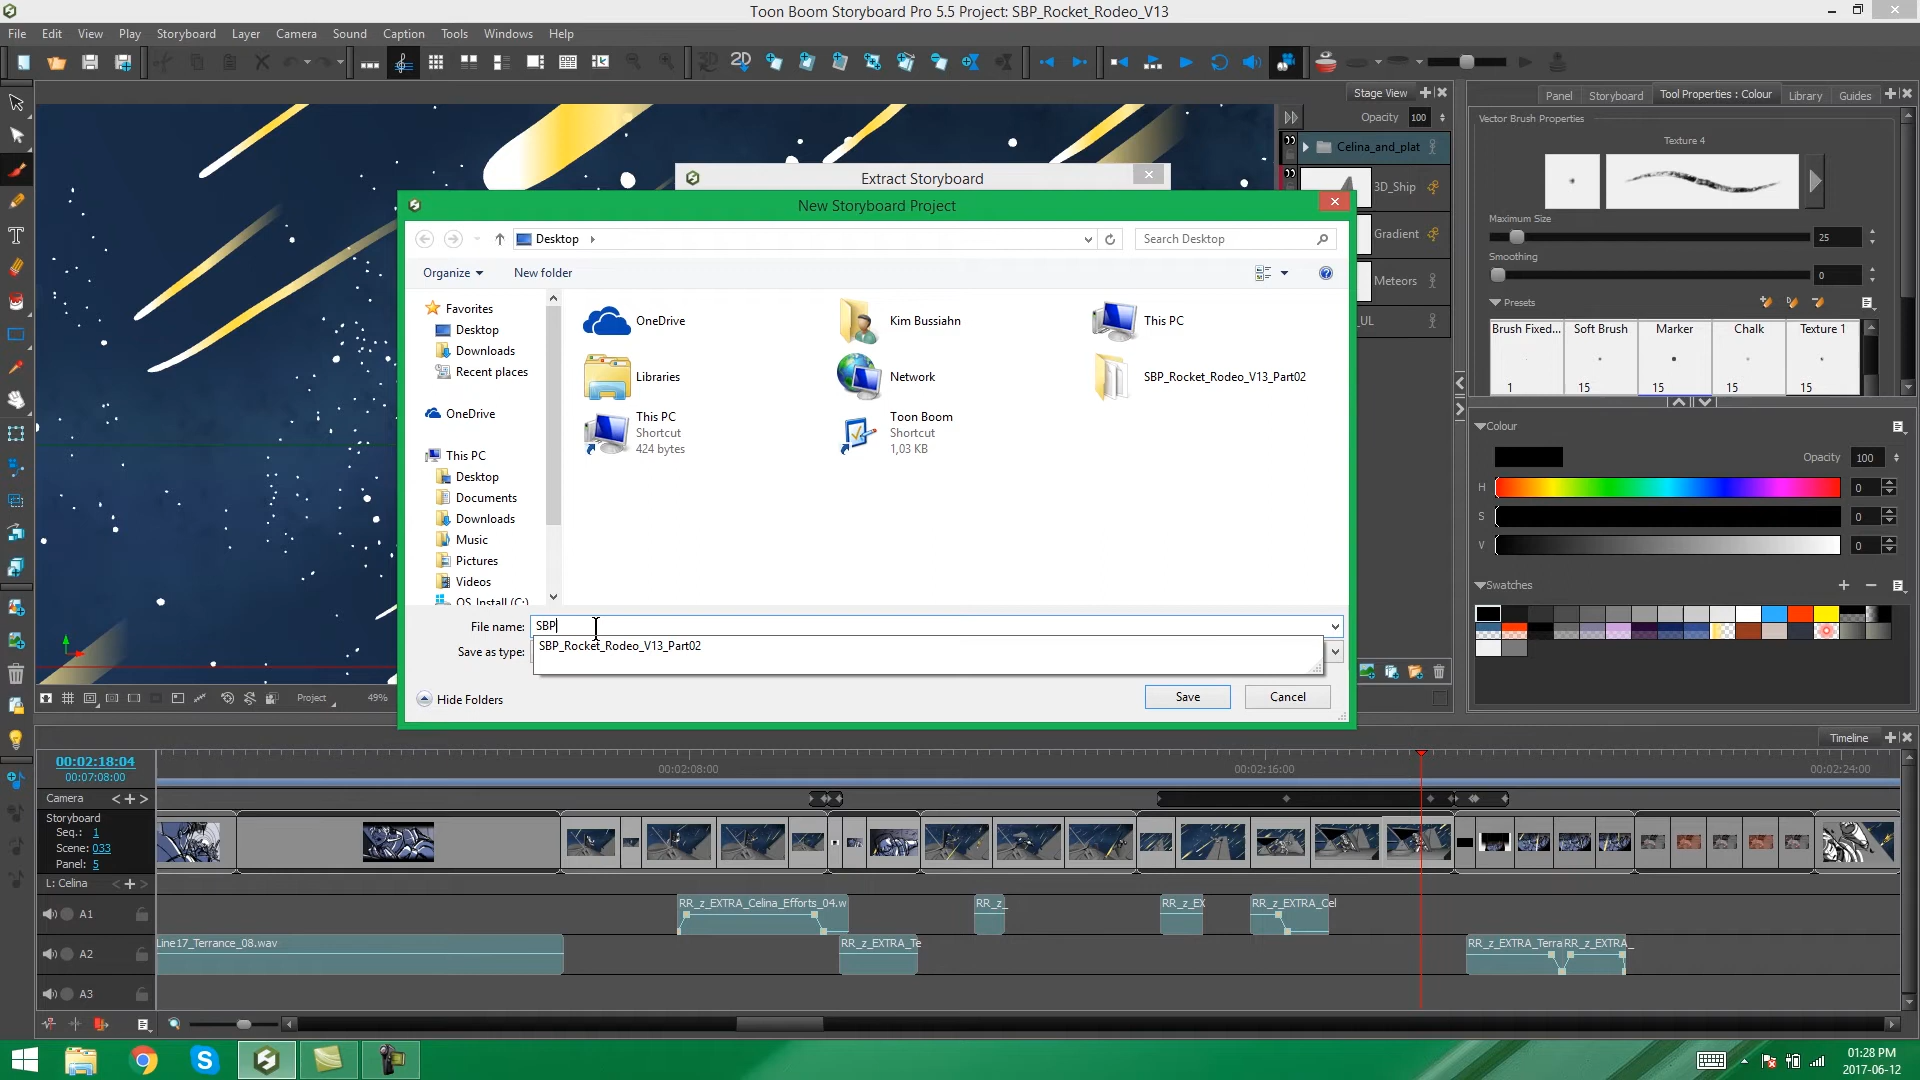 Toon Boom Storyboard Pro 5.5 Project: SBP_Rocket_Rodeo_V13
File Edit View Play Storyboard Layer Camera Sound Caption Tools Windows Help
Stage View
Panel Storyboard Tool Properties : Colour Library Guides
Opacity 100
Vector Brush Properties
Texture 4
Celina_and_plat
3D_Ship
Gradient
Meteors
_UL
Maximum Size
25
Smoothing
0
Presets
Brush Fixed... Soft Brush Marker Chalk Texture 1
1 15 15 15 15
Colour
Opacity 100
H 0
S 0
V 0
Swatches
Extract Storyboard
New Storyboard Project
Desktop
Search Desktop
Organize New folder
Favorites
Desktop
Downloads
Recent places
OneDrive
This PC
Desktop
Documents
Downloads
Music
Pictures
Videos
OS Install (C:)
OneDrive
Kim Bussiahn
This PC
Libraries
Network
SBP_Rocket_Rodeo_V13_Part02
This PC
Shortcut
424 bytes
Toon Boom
Shortcut
1,03 KB
File name: SBP
SBP_Rocket_Rodeo_V13_Part02
Save as type:
Hide Folders
Save Cancel
Project 49%
Timeline
00:02:18:04
00:07:08:00
00:02:08:00 00:02:16:00 00:02:24:00
Camera
Storyboard
Seq.: 1
Scene: 033
Panel: 5
L: Celina
A1
RR_z_EXTRA_Celina_Efforts_04.w RR_z_ RR_z_EX RR_z_EXTRA_Cel
A2
Line17_Terrance_08.wav RR_z_EXTRA_Te RR_z_EXTRA_Terra RR_z_EXTRA_
A3
01:28 PM
2017-06-12